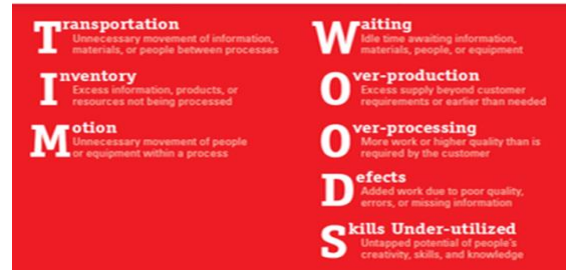 Transportation
Unnecessary movement of information,
materials, or people between processes
Inventory
Excess information, products, or
resources not being processed
Motion
Unnecessary movement of people
or equipment within a process
Waiting
Idle time awaiting information,
materials, people, or equipment
Over-production
Excess supply beyond customer
requirements or earlier than needed
Over-processing
More work or higher quality than is
required by the customer
Defects
Added work due to poor quality,
errors, or missing information
Skills Under-utilized
Untapped potential of people's
creativity, skills, and knowledge